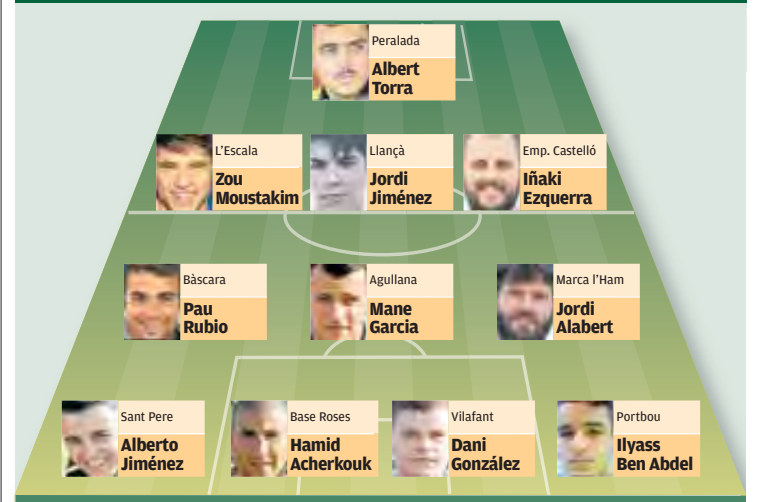 Peralada
Albert
Torra
L'Escala
Zou
Moustakim
Llançà
Jordi
Jiménez
Emp. Castelló
Iñaki
Ezquerra
Bàscara
Pau
Rubio
Agullana
Mane
Garcia
Marca l'Ham
Jordi
Alabert
Sant Pere
Alberto
Jiménez
Base Roses
Hamid
Acherkouk
Vilafant
Dani
González
Portbou
Ilyass
Ben Abdel